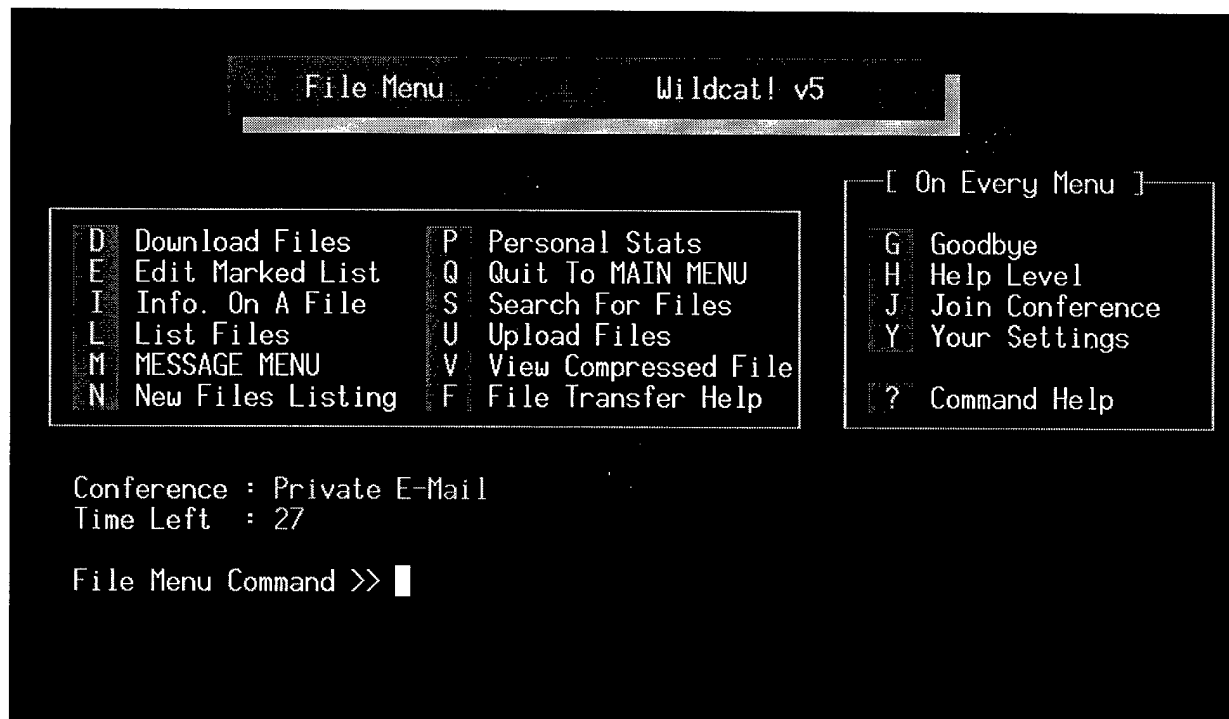 File Menu Wildcat! v5
[ On Every Menu ]
D Download Files P Personal Stats
E Edit Marked List Q Quit To MAIN MENU
I Info. On A File S Search For Files
L List Files U Upload Files
M MESSAGE MENU V View Compressed File
N New Files Listing F File Transfer Help
G Goodbye
H Help Level
J Join Conference
Y Your Settings
? Command Help
Conference : Private E-Mail
Time Left : 27
File Menu Command >>